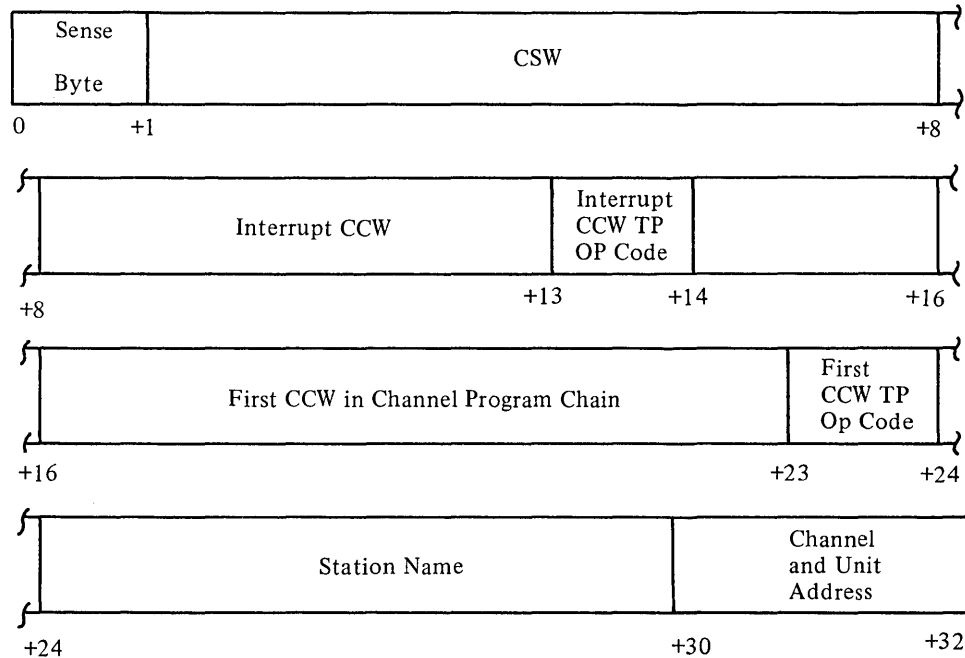 Sense
Byte
CSW
0
+1
+8
Interrupt CCW
Interrupt
CCW TP
OP Code
+8
+13
+14
+16
First CCW in Channel Program Chain
First
CCW TP
Op Code
+16
+23
+24
Station Name
Channel
and Unit
Address
+24
+30
+32